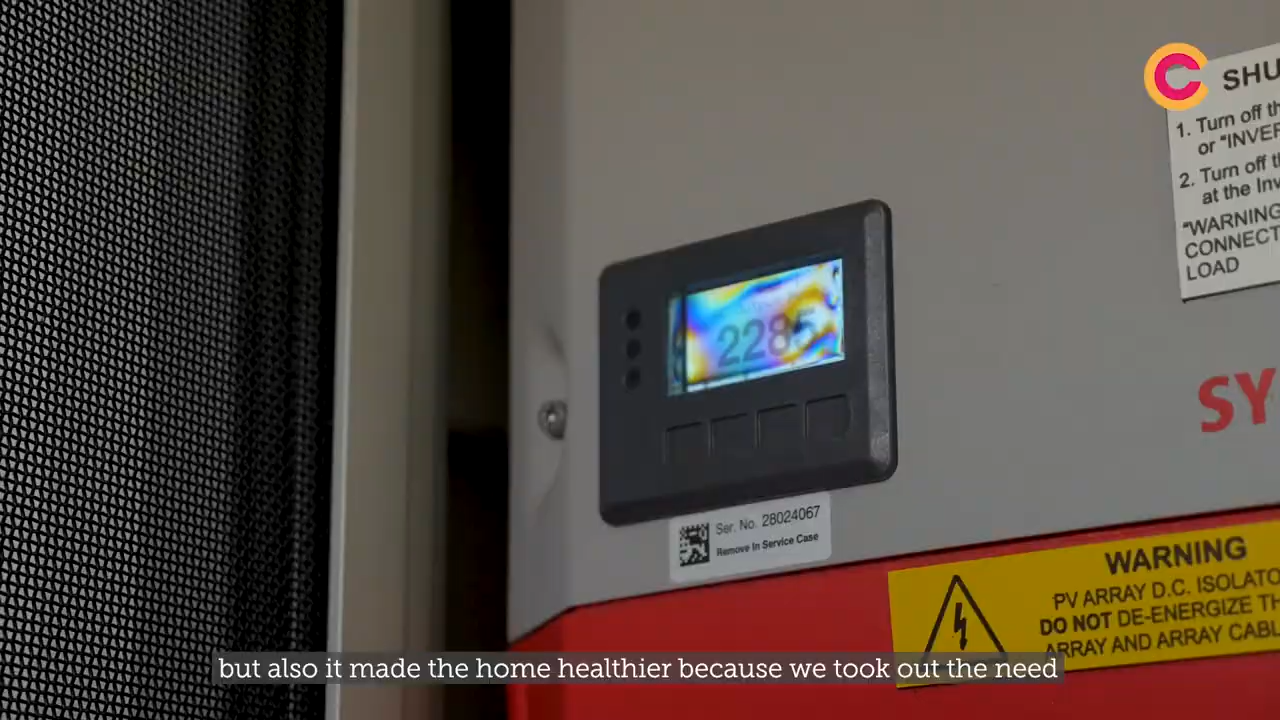 SHU
1. Turn off th
or "INVER
2. Turn off t
at the Inv
"WARNING
CONNECT
LOAD
2285
SY
Ser. No. 28024067
Remove In Service Case
WARNING
PV ARRAY D.C. ISOLATO
DO NOT DE-ENERGIZE TH
ARRAY AND ARRAY CABL
but also it made the home healthier because we took out the need